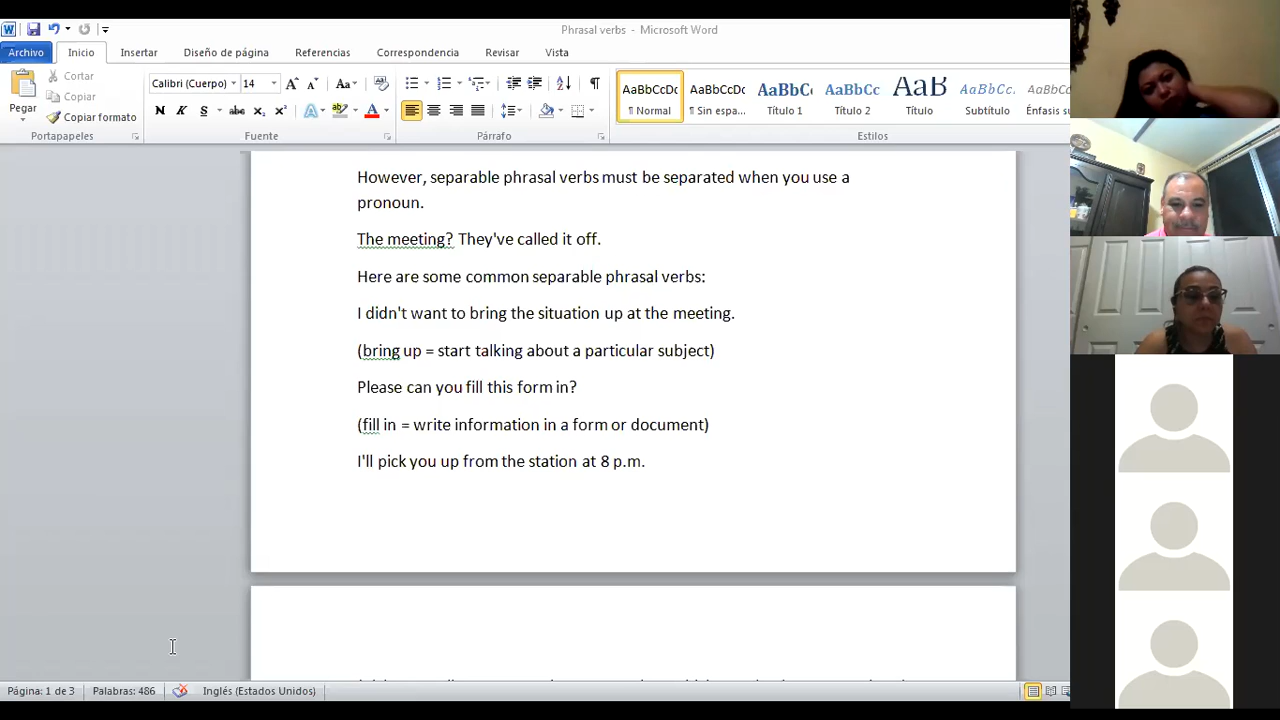 Phrasal verbs - Microsoft Word
Archivo Inicio Insertar Diseño de página Referencias Correspondencia Revisar Vista
Pegar
Cortar
Copiar
Copiar formato
Portapapeles
Calibri (Cuerpo) 14
Fuente
Párrafo
AaBbCcDc
¶ Normal
AaBbCcDc
¶ Sin espa...
AaBbC
Título 1
AaBbCc
Título 2
AaB
Título
AaBbCc.
Subtítulo
AaBbCc
Énfasis su
Estilos
However, separable phrasal verbs must be separated when you use a
pronoun.
The meeting? They've called it off.
Here are some common separable phrasal verbs:
I didn't want to bring the situation up at the meeting.
(bring up = start talking about a particular subject)
Please can you fill this form in?
(fill in = write information in a form or document)
I'll pick you up from the station at 8 p.m.
Página: 1 de 3 Palabras: 486 Inglés (Estados Unidos)